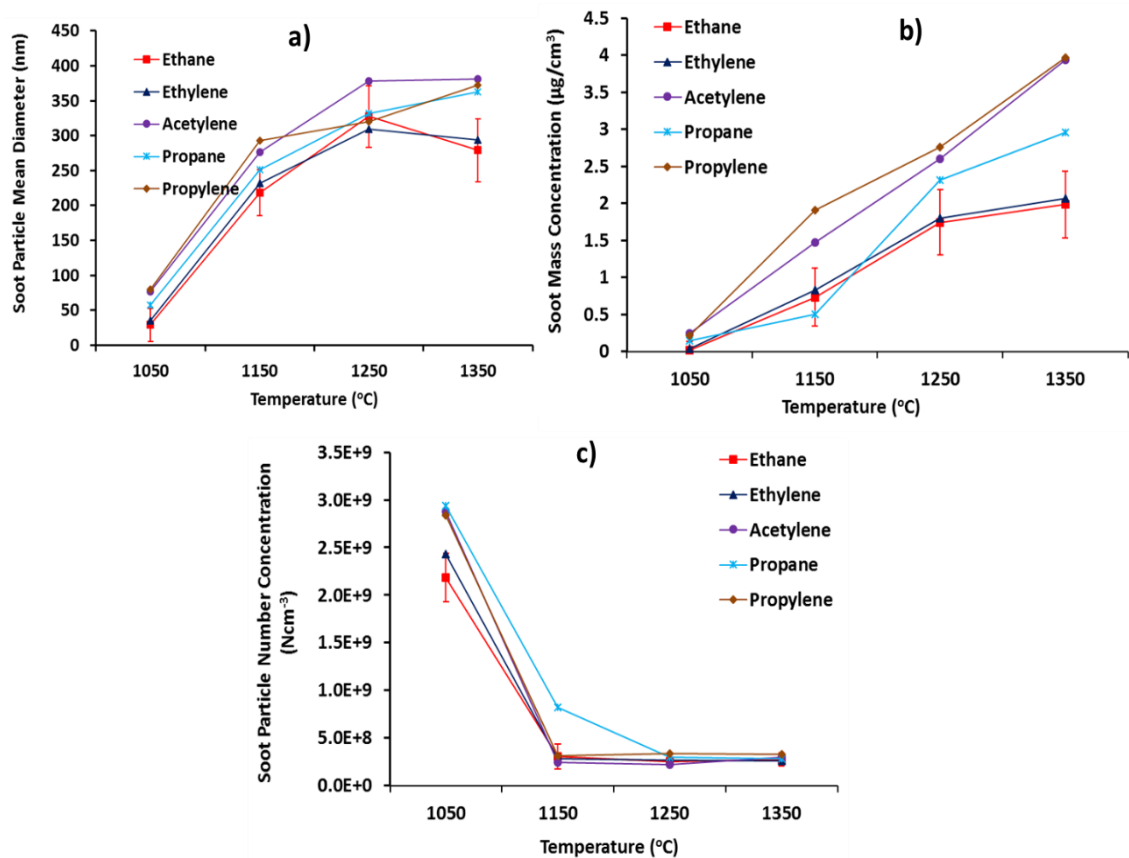 a)
Soot Particle Mean Diameter (nm)
450
400
350
300
250
200
150
100
50
0
Ethane
Ethylene
Acetylene
Propane
Propylene
1050 1150 1250 1350
Temperature (°C)
b)
Soot Mass Concentration (µg/cm³)
4.5
4
3.5
3
2.5
2
1.5
1
0.5
0
Ethane
Ethylene
Acetylene
Propane
Propylene
1050 1150 1250 1350
Temperature (°C)
c)
Soot Particle Number Concentration
(Ncm⁻³)
3.5E+9
3.0E+9
2.5E+9
2.0E+9
1.5E+9
1.0E+9
5.0E+8
0.0E+0
Ethane
Ethylene
Acetylene
Propane
Propylene
1050 1150 1250 1350
Temperature (°C)